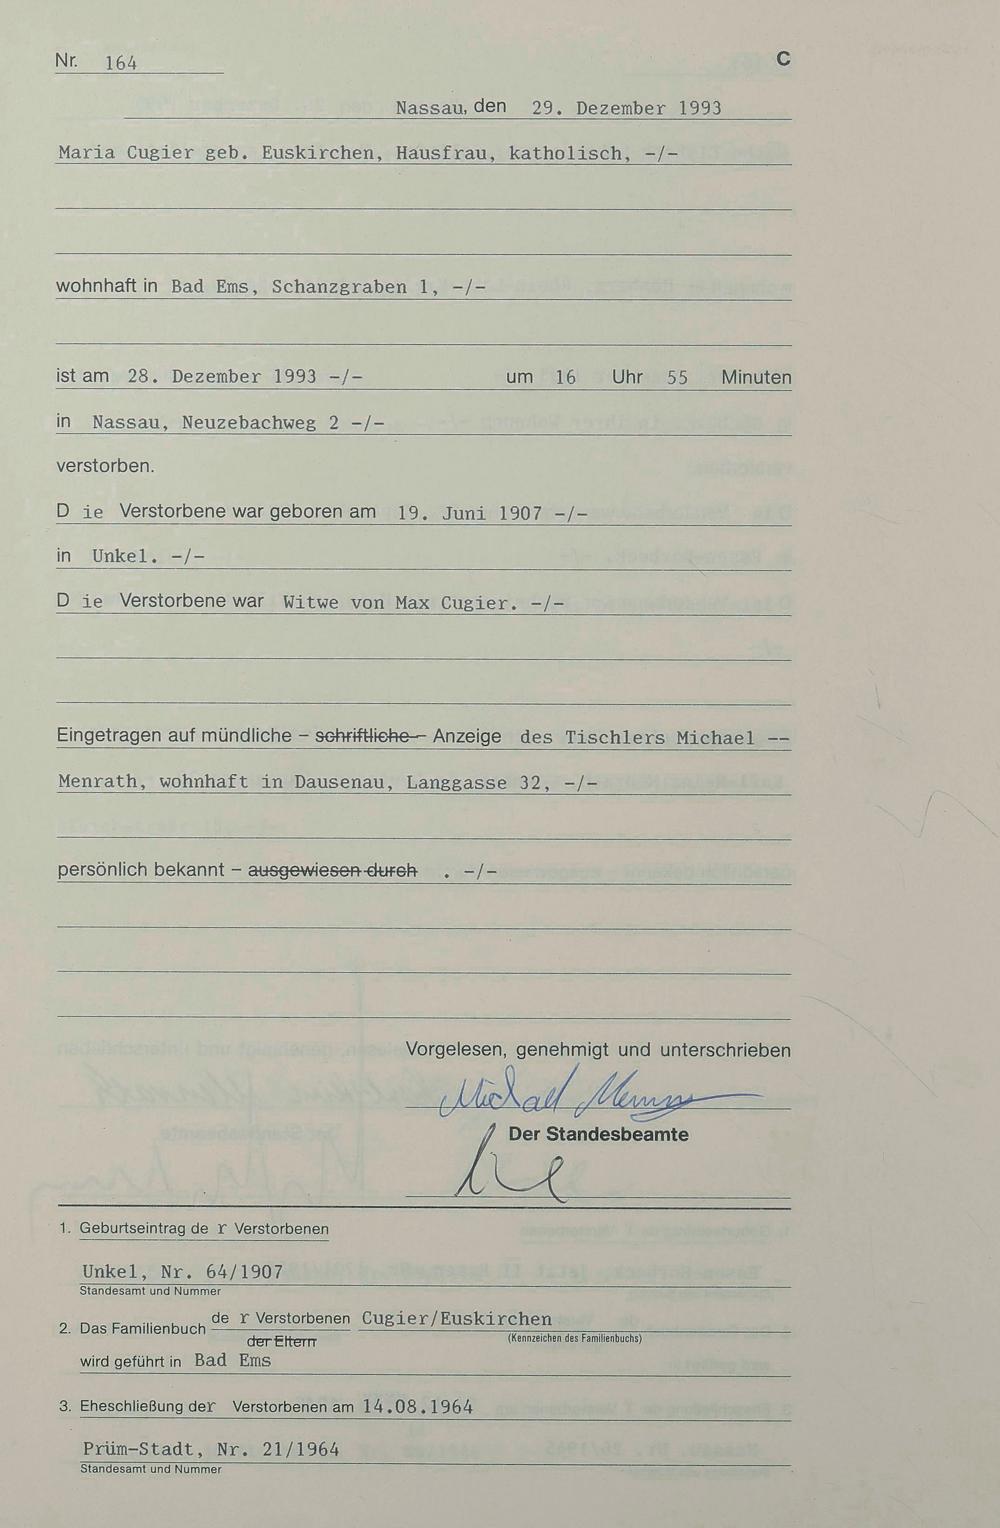 Nr. 164
C
Nassau, den 29. Dezember 1993
Maria Cugier geb. Euskirchen, Hausfrau, katholisch, -/-
wohnhaft in Bad Ems, Schanzgraben 1, -/-
ist am 28. Dezember 1993 -/- um 16 Uhr 55 Minuten
in Nassau, Neuzebachweg 2 -/-
verstorben.
D ie Verstorbene war geboren am 19. Juni 1907 -/-
in Unkel. -/-
D ie Verstorbene war Witwe von Max Cugier. -/-
Eingetragen auf mündliche – schriftliche – Anzeige des Tischlers Michael --
Menrath, wohnhaft in Dausenau, Langgasse 32, -/-
persönlich bekannt – ausgewiesen durch . -/-
Vorgelesen, genehmigt und unterschrieben
Michael
Der Standesbeamte
1. Geburtseintrag de r Verstorbenen
Unkel, Nr. 64/1907
Standesamt und Nummer
2. Das Familienbuch de r Verstorbenen Cugier/Euskirchen
der Eltern (Kennzeichen des Familienbuchs)
wird geführt in Bad Ems
3. Eheschließung der Verstorbenen am 14.08.1964
Prüm-Stadt, Nr. 21/1964
Standesamt und Nummer